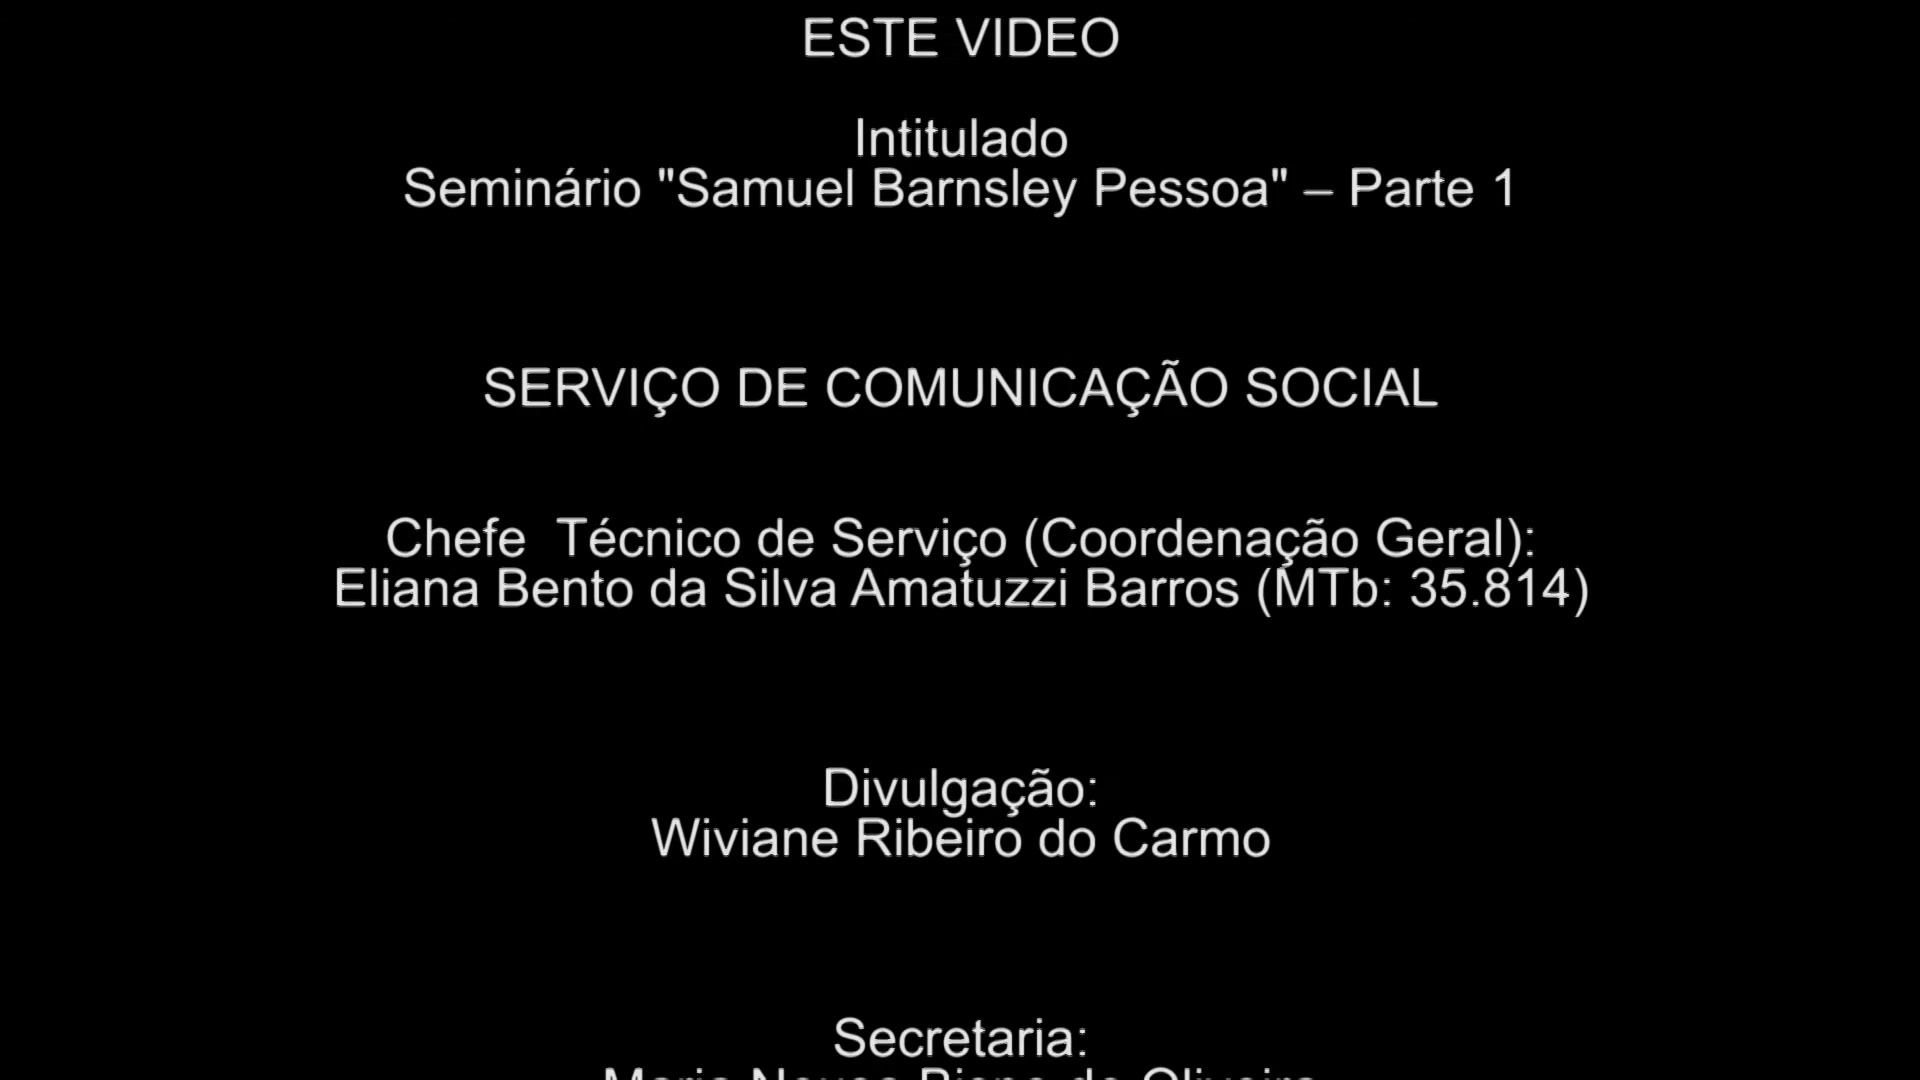 ESTE VIDEO
Intitulado
Seminário "Samuel Barnsley Pessoa" – Parte 1
SERVIÇO DE COMUNICAÇÃO SOCIAL
Chefe  Técnico de Serviço (Coordenação Geral):
Eliana Bento da Silva Amatuzzi Barros (MTb: 35.814)
Divulgação:
Wiviane Ribeiro do Carmo
Secretaria: